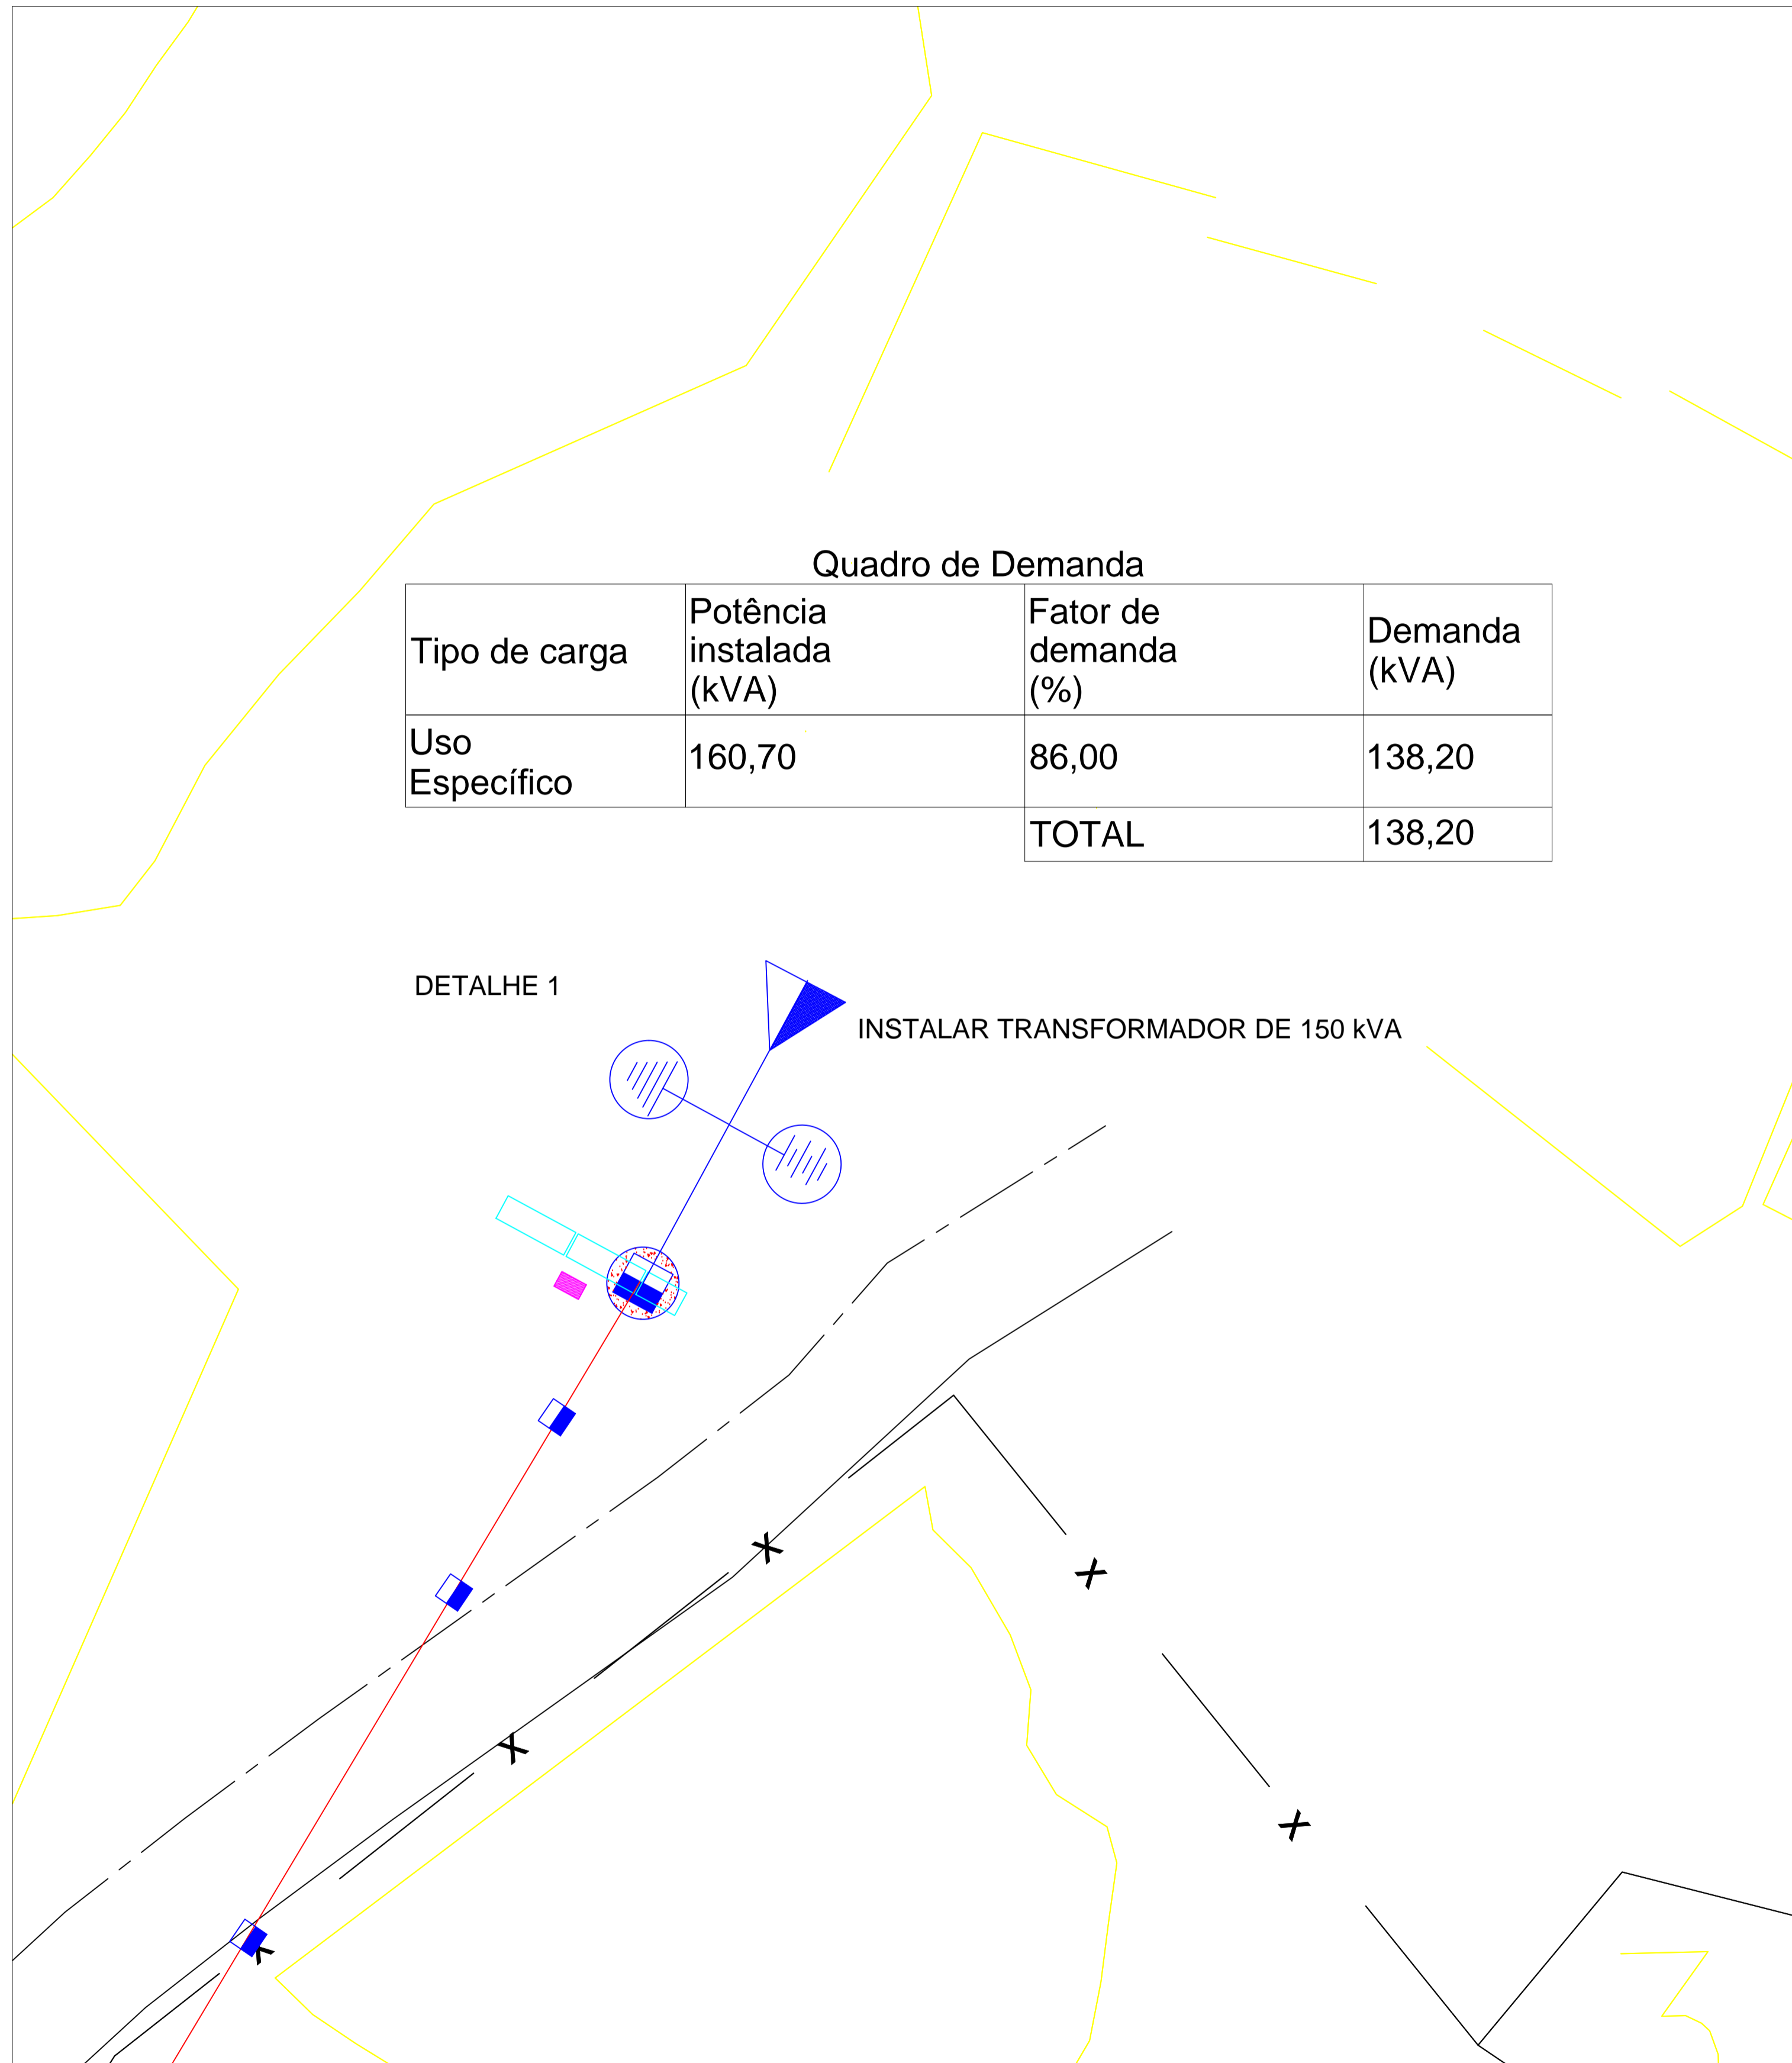 Quadro de Demanda
Tipo de carga
Potência
instalada
(kVA)
Fator de
demanda
(%)
Demanda
(kVA)
Uso
Específico
160,70
86,00
138,20
TOTAL
138,20
DETALHE 1
INSTALAR TRANSFORMADOR DE 150 kVA
X
X
X
X
X